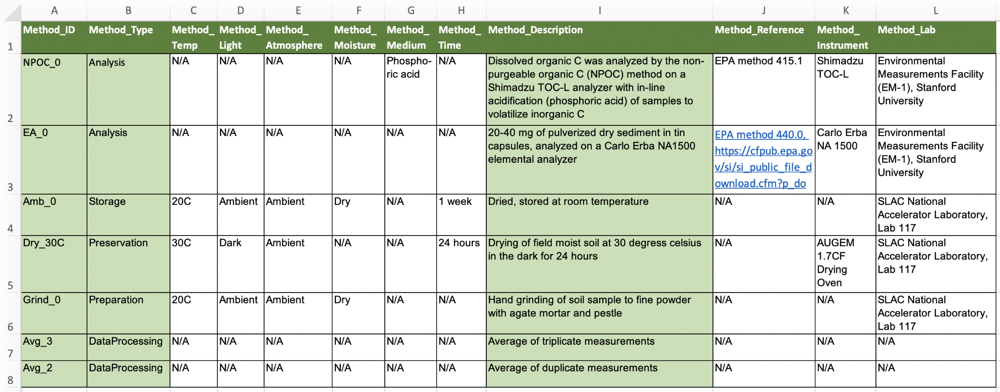 A B C D E F G H I J K L
1 Method_ID Method_Type Method_ Temp Method_ Light Method_ Atmosphere Method_ Moisture Method_ Medium Method_ Time Method_Description Method_Reference Method_ Instrument Method_Lab
2 NPOC_0 Analysis N/A N/A N/A N/A Phospho-
ric acid N/A Dissolved organic C was analyzed by the non-
purgeable organic C (NPOC) method on a
Shimadzu TOC-L analyzer with in-line
acidification (phosphoric acid) of samples to
volatilize inorganic C
EPA method 415.1
Shimadzu
TOC-L
Environmental
Measurements Facility
(EM-1), Stanford
University
3 EA_0 Analysis N/A N/A N/A N/A N/A N/A 20-40 mg of pulverized dry sediment in tin
capsules, analyzed on a Carlo Erba NA1500
elemental analyzer
EPA method 440.0,
https://cfpub.epa.go
v/si/si_public_file_d
ownload.cfm?p_do
Carlo Erba
NA 1500
Environmental
Measurements Facility
(EM-1), Stanford
University
4 Amb_0 Storage 20C Ambient Ambient Dry N/A 1 week Dried, stored at room temperature N/A N/A SLAC National
Accelerator Laboratory,
Lab 117
5 Dry_30C Preservation 30C Dark Ambient N/A N/A 24 hours Drying of field moist soil at 30 degress celsius
in the dark for 24 hours
N/A
AUGEM
1.7CF
Drying
Oven
SLAC National
Accelerator Laboratory,
Lab 117
6 Grind_0 Preparation 20C Ambient Ambient Dry N/A N/A Hand grinding of soil sample to fine powder
with agate mortar and pestle
N/A N/A SLAC National
Accelerator Laboratory,
Lab 117
7 Avg_3 DataProcessing N/A N/A N/A N/A N/A N/A Average of triplicate measurements N/A N/A N/A
8 Avg_2 DataProcessing N/A N/A N/A N/A N/A N/A Average of duplicate measurements N/A N/A N/A